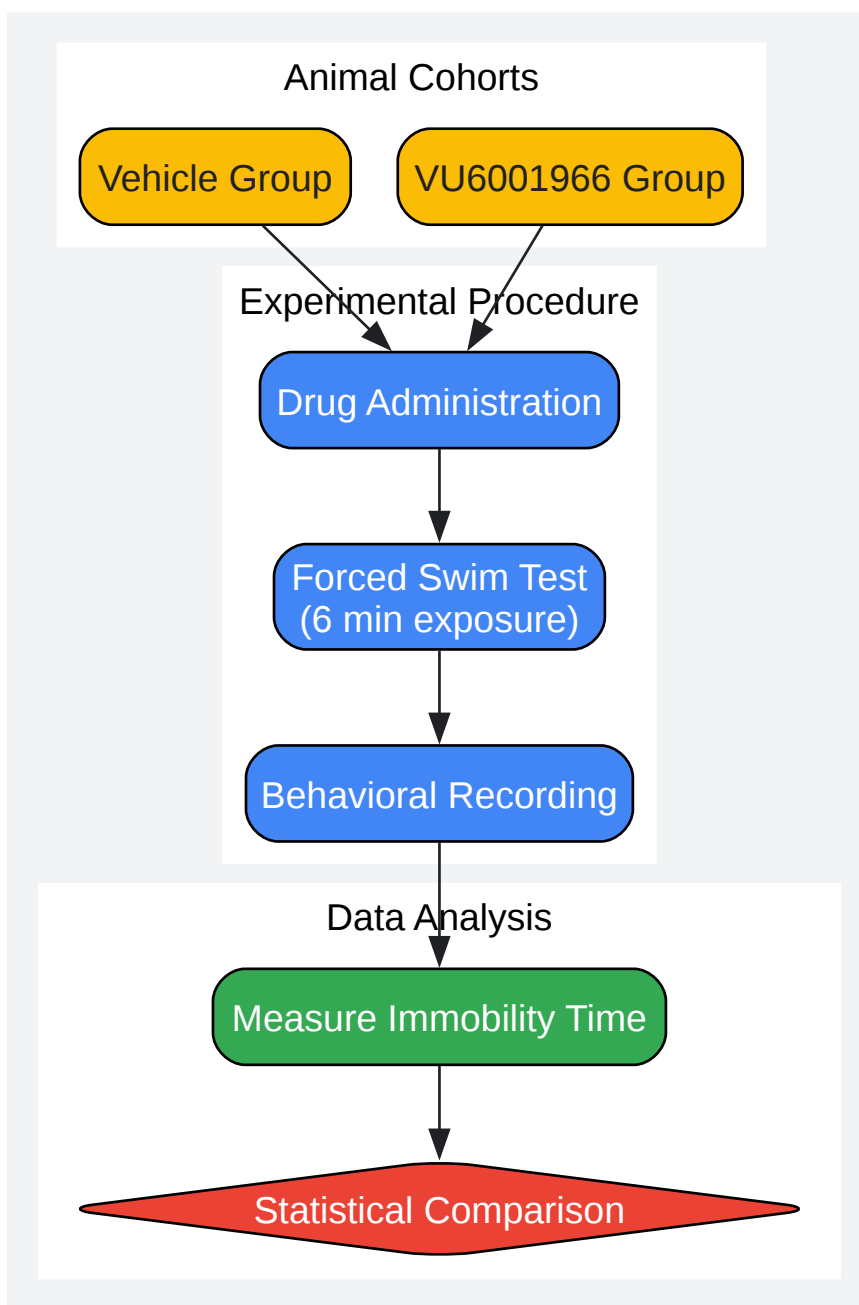 Animal Cohorts
Vehicle Group
VU6001966 Group
Experimental Procedure
Drug Administration
Forced Swim Test
(6 min exposure)
Behavioral Recording
Data Analysis
Measure Immobility Time
Statistical Comparison